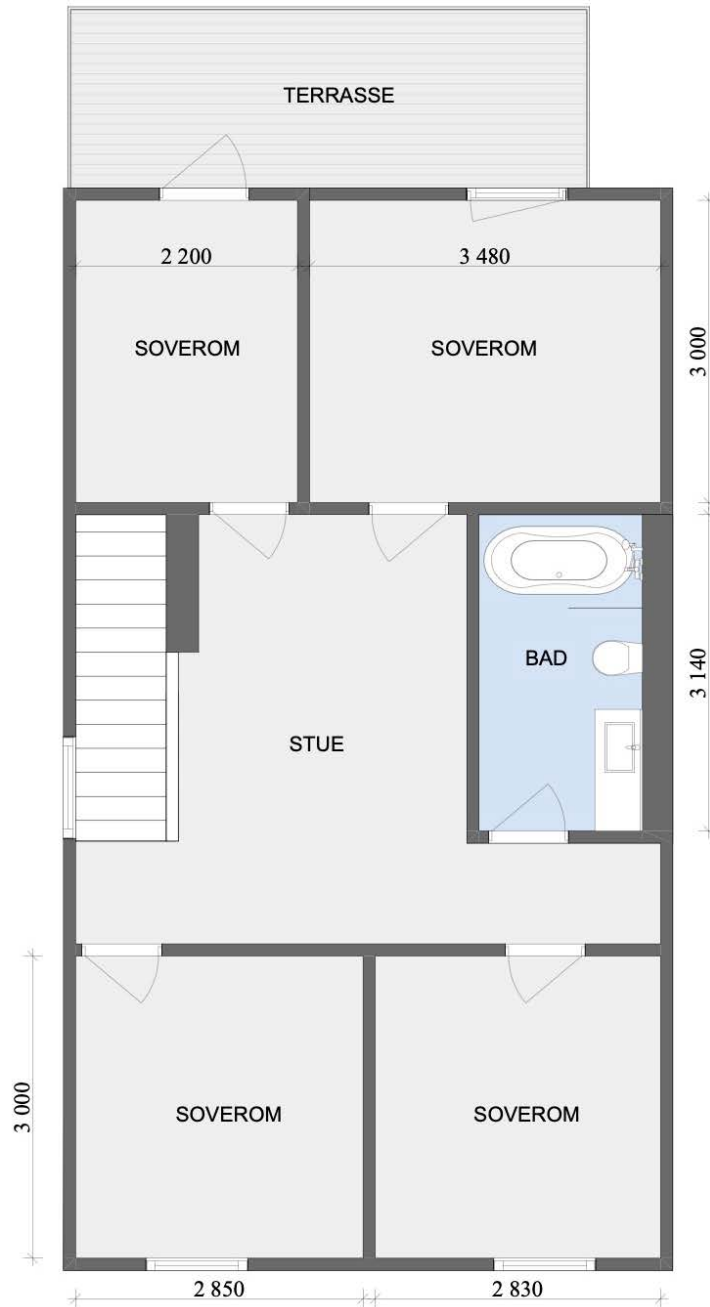 TERRASSE
2 200
3 480
SOVEROM
SOVEROM
3 000
BAD
3 140
STUE
3 000
SOVEROM
SOVEROM
2 850
2 830